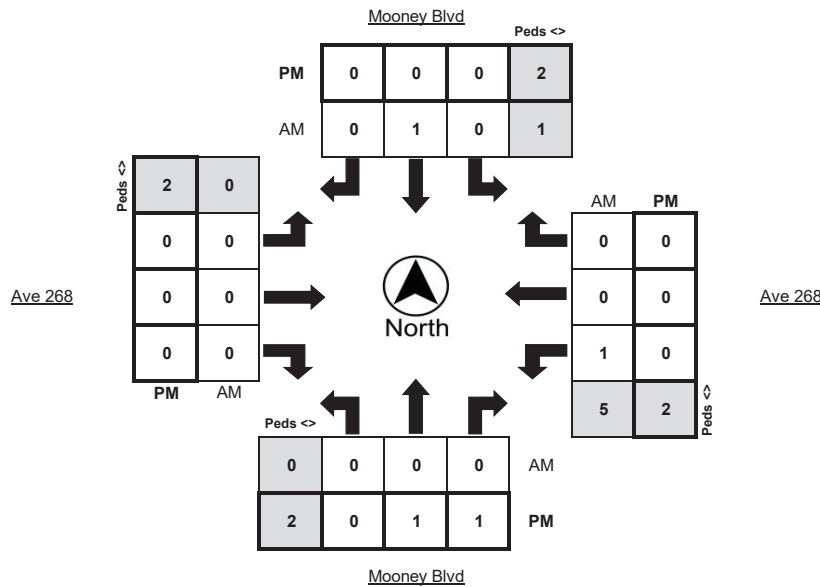 Mooney Blvd
Peds <>
PM 0 0 0 2
AM 0 1 0 1
Peds <>
2 0
0 0
0 0
0 0
PM AM
Ave 268
North
AM PM
0 0
0 0
1 0
5 2
Peds <>
Ave 268
Peds <>
0 0 0 0 AM
2 0 1 1 PM
Mooney Blvd